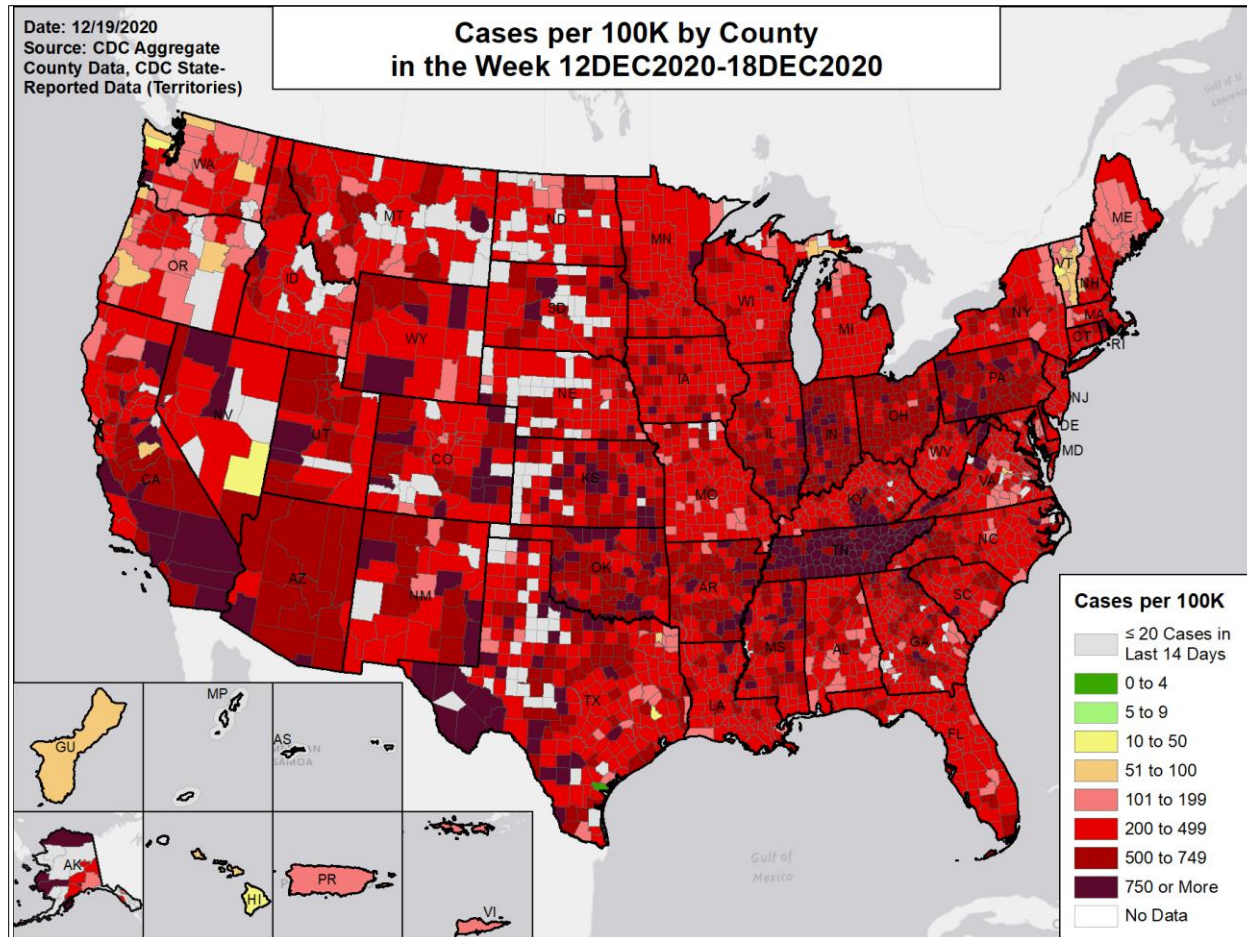 Date: 12/19/2020
Source: CDC Aggregate
County Data, CDC State-
Reported Data (Territories)
Cases per 100K by County
in the Week 12DEC2020-18DEC2020
Gulf of St
Lawrence
WA
MT
ND
MN
ME
OR
ID
SD
WI
MI
VT
NH
NY
MA
CT
RI
WY
IA
NE
PA
NJ
NV
UT
CO
IL
IN
OH
DE
MD
CA
KS
MO
WV
VA
KY
AZ
NM
OK
AR
TN
NC
SC
MS
AL
GA
TX
LA
FL
Gulf of
Mexico
GU
MP
AS
SAMOA
AK
HI
PR
VI
Cases per 100K
≤ 20 Cases in
Last 14 Days
0 to 4
5 to 9
10 to 50
51 to 100
101 to 199
200 to 499
500 to 749
750 or More
No Data